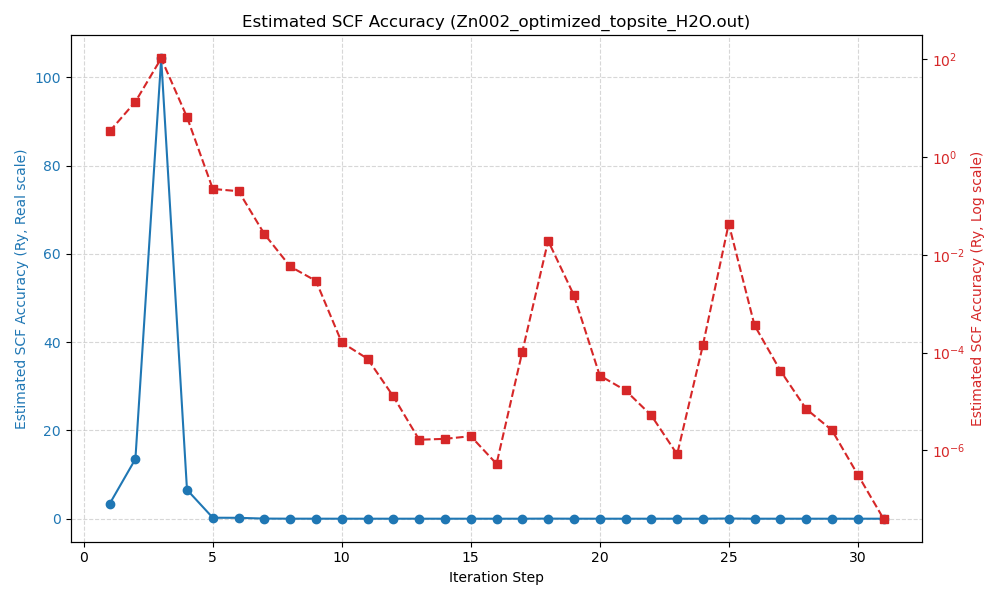 Estimated SCF Accuracy (Zn002_optimized_topsite_H2O.out)
Estimated SCF Accuracy (Ry, Real scale)
100
80
60
40
20
0
0 5 10 15 20 25 30
Iteration Step
10^2
10^0
10^-2
10^-4
10^-6
Estimated SCF Accuracy (Ry, Log scale)